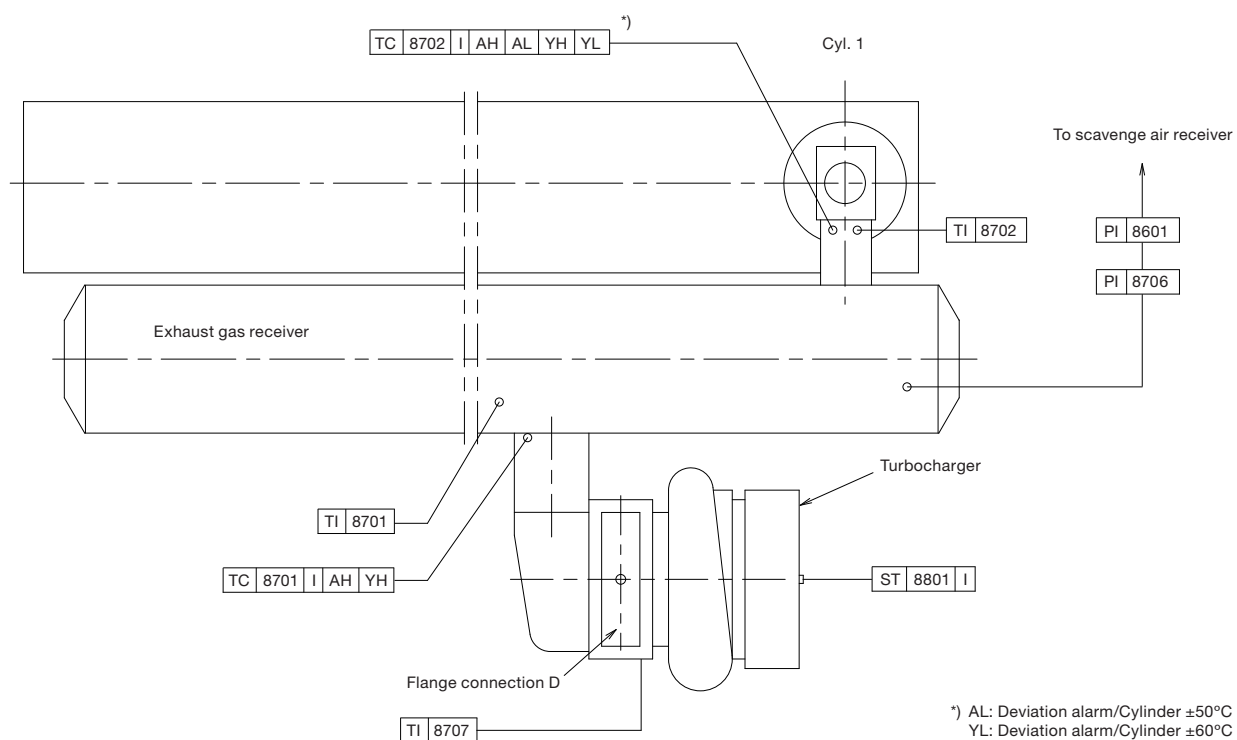 *)
TC 8702 I AH AL YH YL
Cyl. 1
To scavenge air receiver
TI 8702
PI 8601
PI 8706
Exhaust gas receiver
Turbocharger
TI 8701
TC 8701 I AH YH
ST 8801 I
Flange connection D
TI 8707
*) AL: Deviation alarm/Cylinder ±50°C
YL: Deviation alarm/Cylinder ±60°C